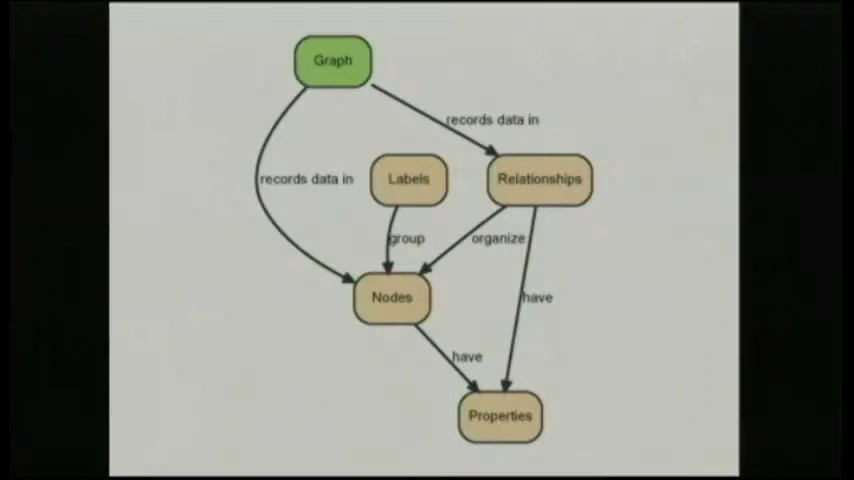 Graph
records data in
records data in
Labels
Relationships
group
organize
Nodes
have
have
Properties